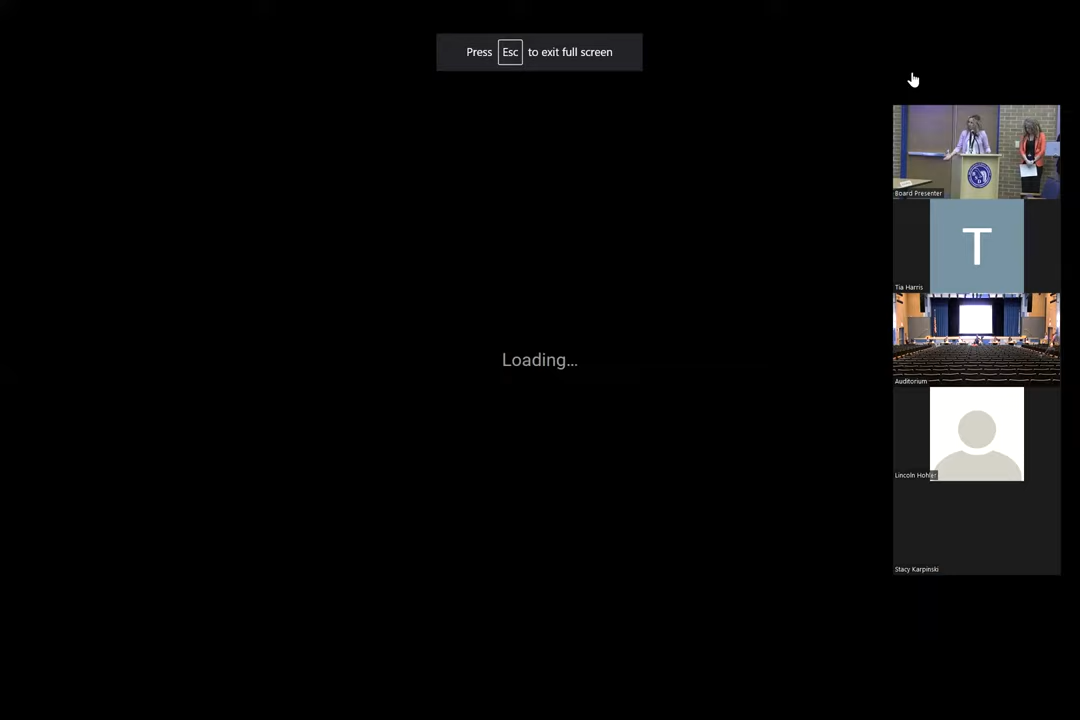 Press Esc to exit full screen
Board Presenter
T
Tia Harris
Loading...
Auditorium
Lincoln Hohler
Stacy Karpinski